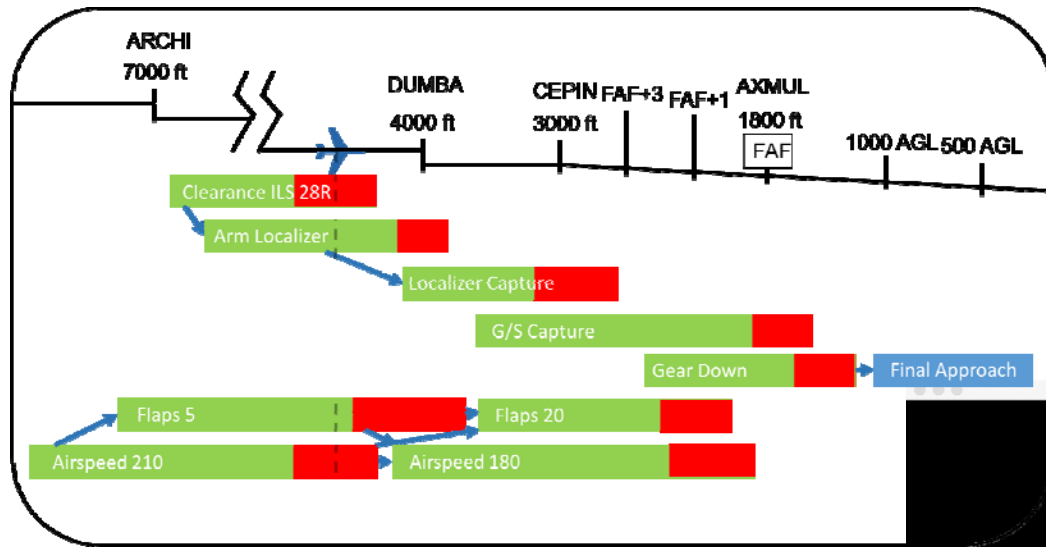 ARCHI
7000 ft
DUMBA
4000 ft
CEPIN
3000 ft
FAF+3
FAF+1
AXMUL
1800 ft
FAF
1000 AGL
500 AGL
Clearance ILS 28R
Arm Localizer
Localizer Capture
G/S Capture
Gear Down
Final Approach
Flaps 5
Flaps 20
Airspeed 210
Airspeed 180